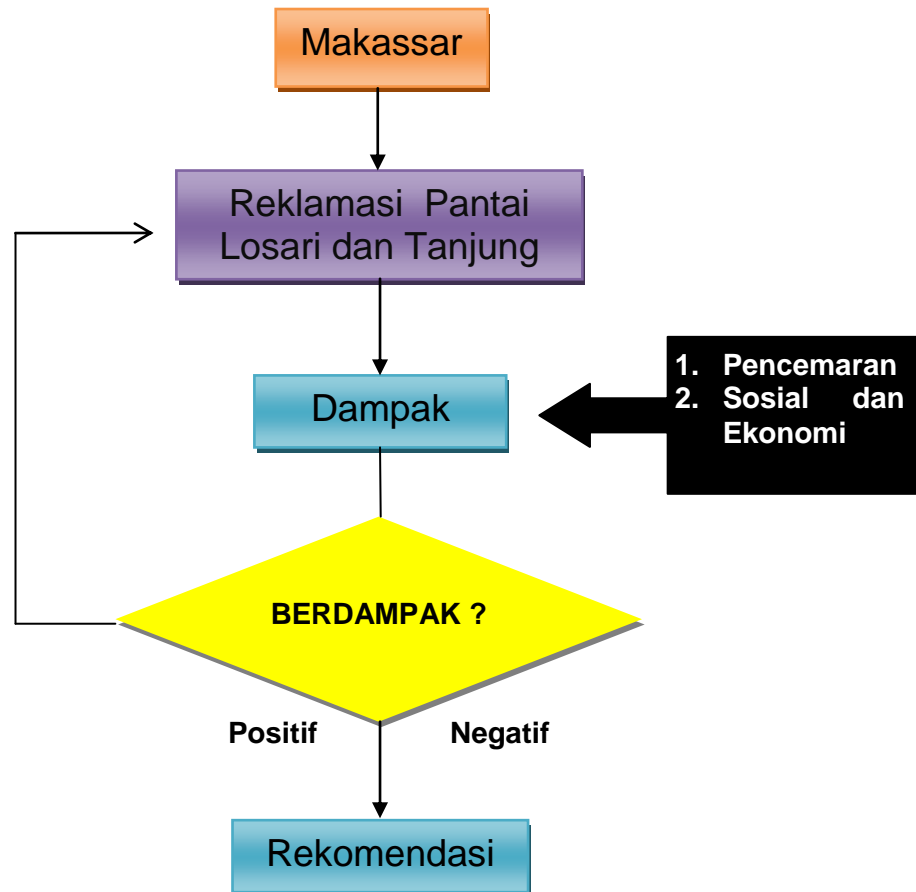 Makassar
Reklamasi Pantai
Losari dan Tanjung
Dampak
1. Pencemaran
2. Sosial dan
Ekonomi
BERDAMPAK ?
Positif Negatif
Rekomendasi